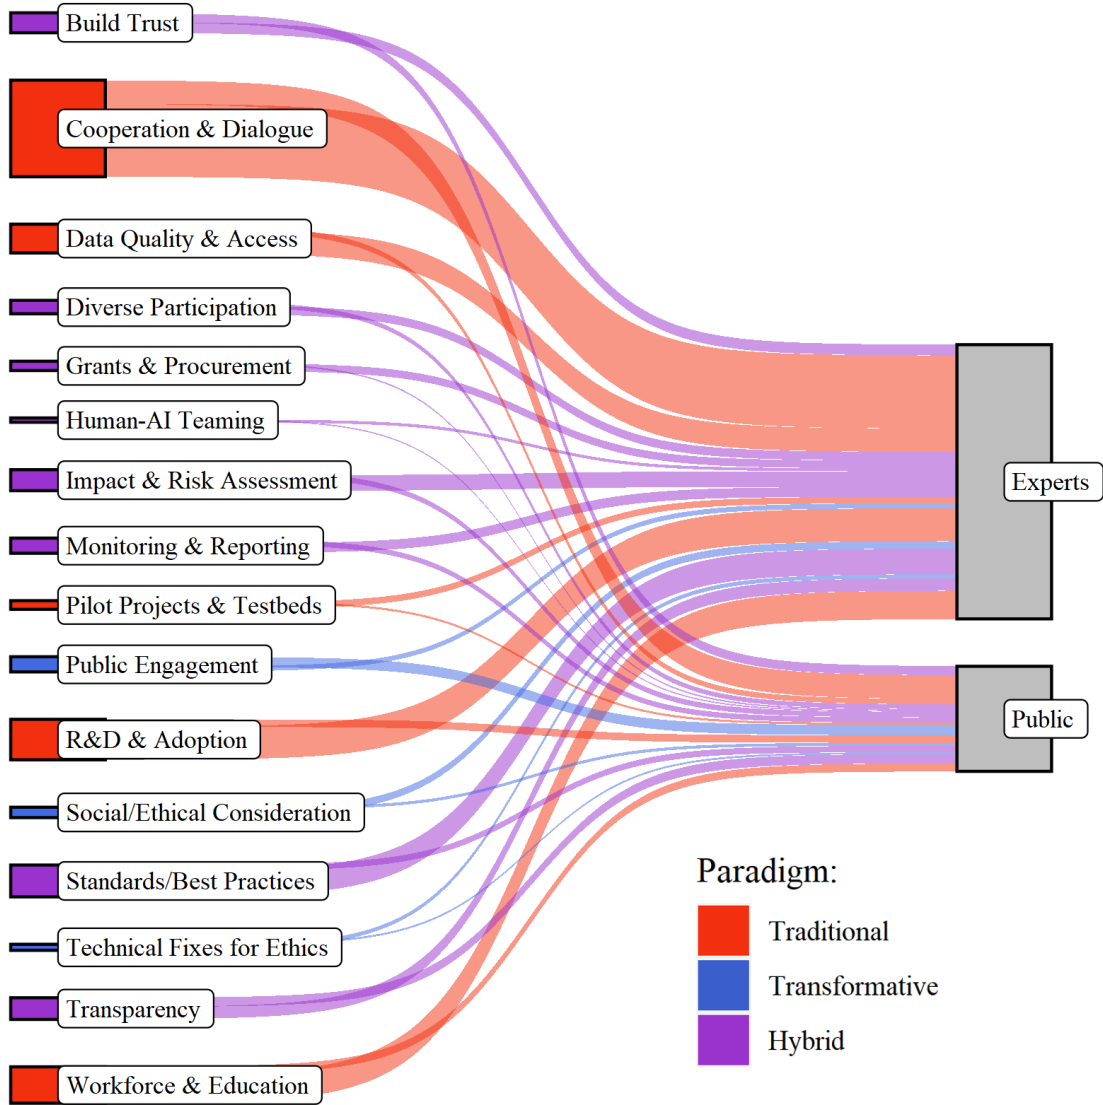 Build Trust
Cooperation & Dialogue
Data Quality & Access
Diverse Participation
Grants & Procurement
Human-AI Teaming
Impact & Risk Assessment
Monitoring & Reporting
Pilot Projects & Testbeds
Public Engagement
R&D & Adoption
Social/Ethical Consideration
Standards/Best Practices
Technical Fixes for Ethics
Transparency
Workforce & Education
Experts
Public
Paradigm:
Traditional
Transformative
Hybrid